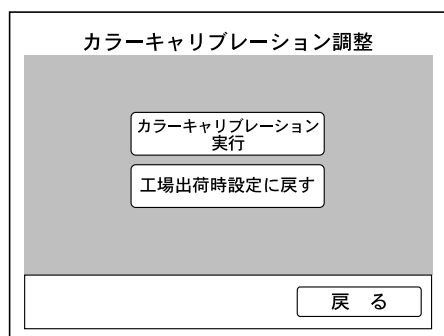 カラーキャリブレーション調整
カラーキャリブレーション
実行
工場出荷時設定に戻す
戻 る